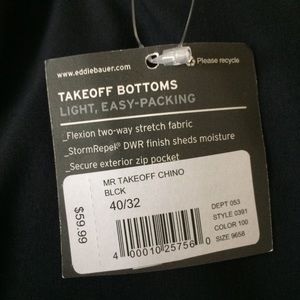 www.eddiebauer.com
Please recycle
TAKEOFF BOTTOMS
LIGHT, EASY-PACKING
_Flexion two-way stretch fabric
_StormRepel® DWR finish sheds moisture
_Secure exterior zip pocket
MR TAKEOFF CHINO
BLCK
40/32
$59.99
DEPT 053
STYLE 0391
COLOR 100
SIZE 9658
4 00010 25756 0